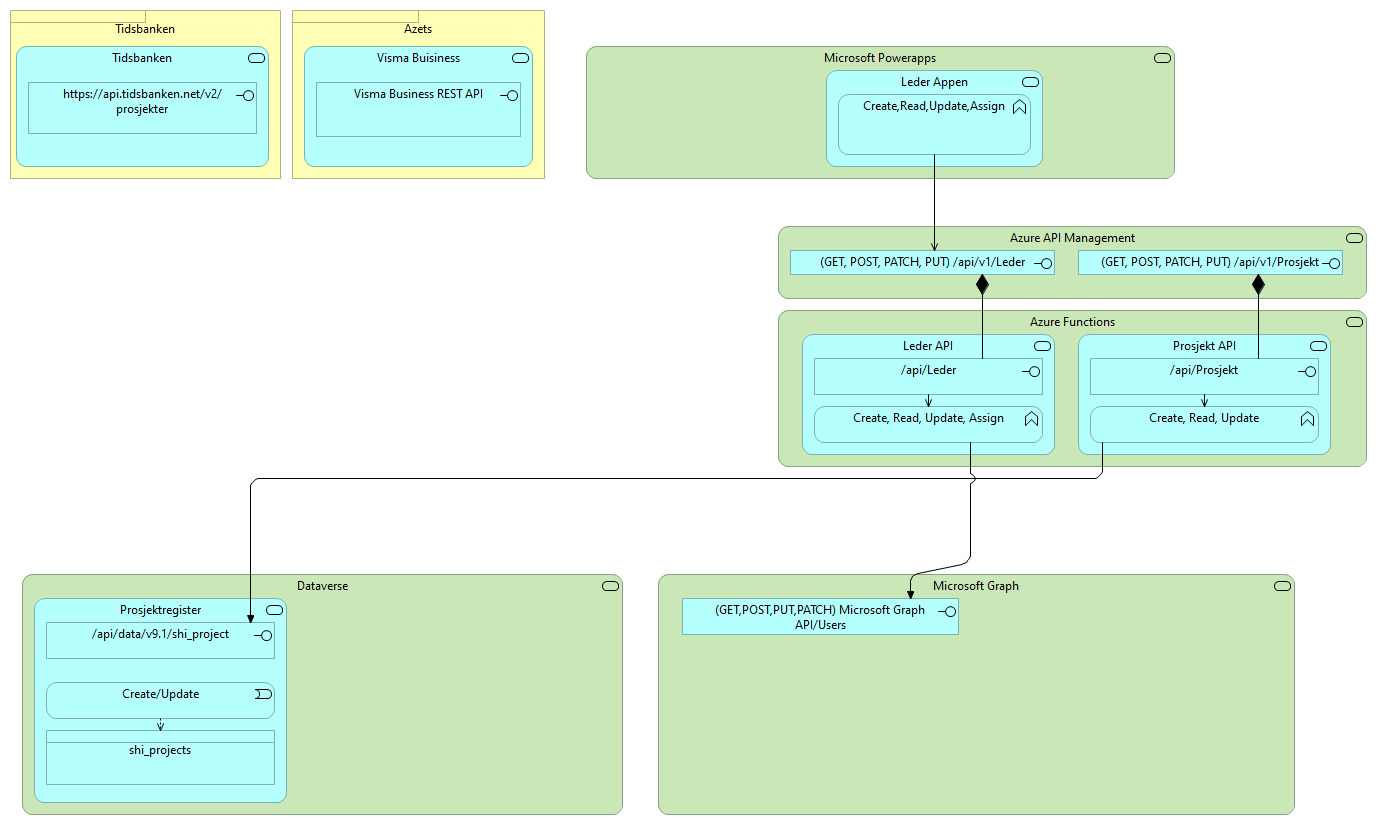 Tidsbanken
Tidsbanken
https://api.tidsbanken.net/v2/
prosjekter
Azets
Visma Buisiness
Visma Business REST API
Microsoft Powerapps
Leder Appen
Create,Read,Update,Assign
Azure API Management
(GET, POST, PATCH, PUT) /api/v1/Leder
(GET, POST, PATCH, PUT) /api/v1/Prosjekt
Azure Functions
Leder API
/api/Leder
Create, Read, Update, Assign
Prosjekt API
/api/Prosjekt
Create, Read, Update
Dataverse
Prosjektregister
/api/data/v9.1/shi_project
Create/Update
shi_projects
Microsoft Graph
(GET,POST,PUT,PATCH) Microsoft Graph
API/Users